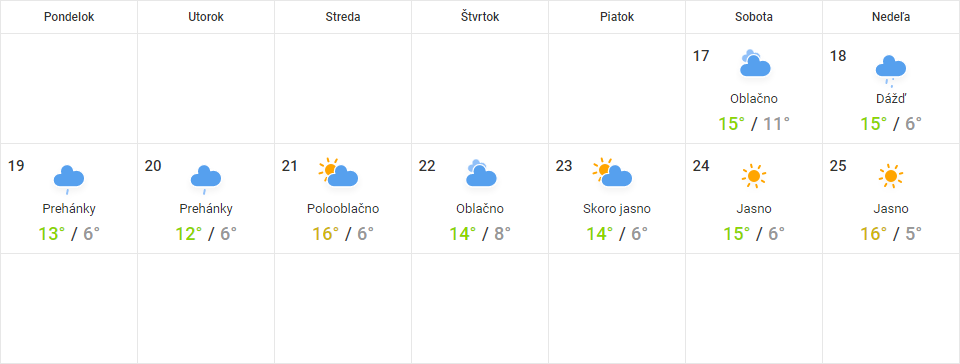 Pondelok Utorok Streda Štvrtok Piatok Sobota Nedeľa
17 18
Oblačno Dážď
15° / 11° 15° / 6°
19 20 21 22 23 24 25
Prehánky Prehánky Polooblačno Oblačno Skoro jasno Jasno Jasno
13° / 6° 12° / 6° 16° / 6° 14° / 8° 14° / 6° 15° / 6° 16° / 5°